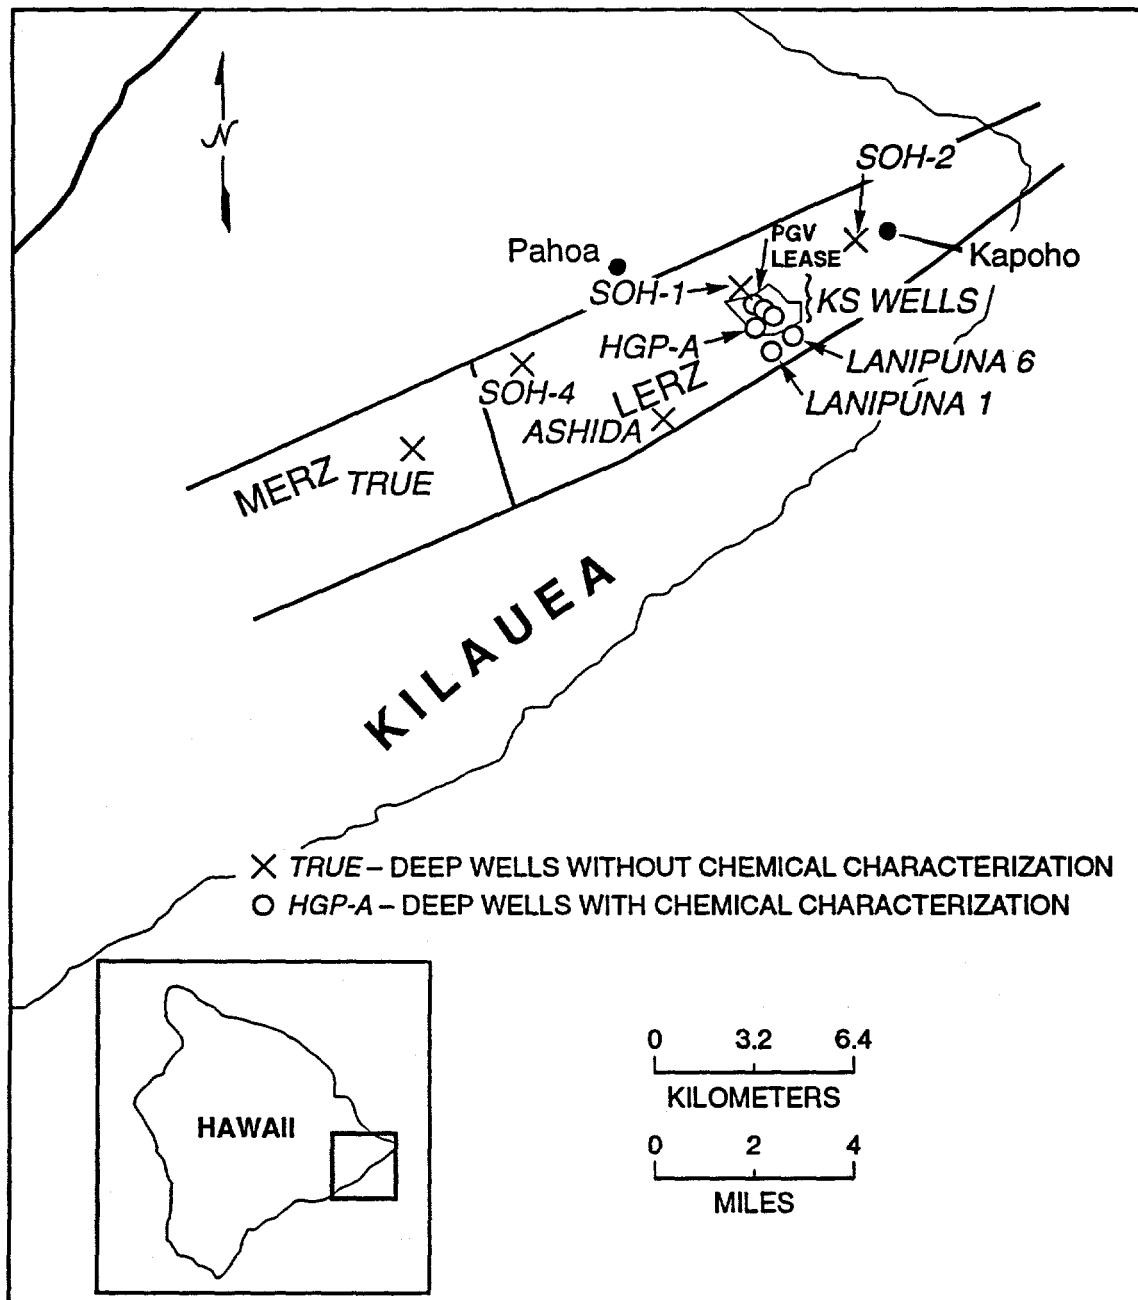 N
SOH-2
PGV
LEASE
Pahoa
Kapoho
SOH-1
KS WELLS
HGP-A
LANIPUNA 6
SOH-4
LERZ
LANIPUNA 1
ASHIDA
MERZ
TRUE
KILAUEA
X TRUE – DEEP WELLS WITHOUT CHEMICAL CHARACTERIZATION
O HGP-A – DEEP WELLS WITH CHEMICAL CHARACTERIZATION
HAWAII
0 3.2 6.4
KILOMETERS
0 2 4
MILES